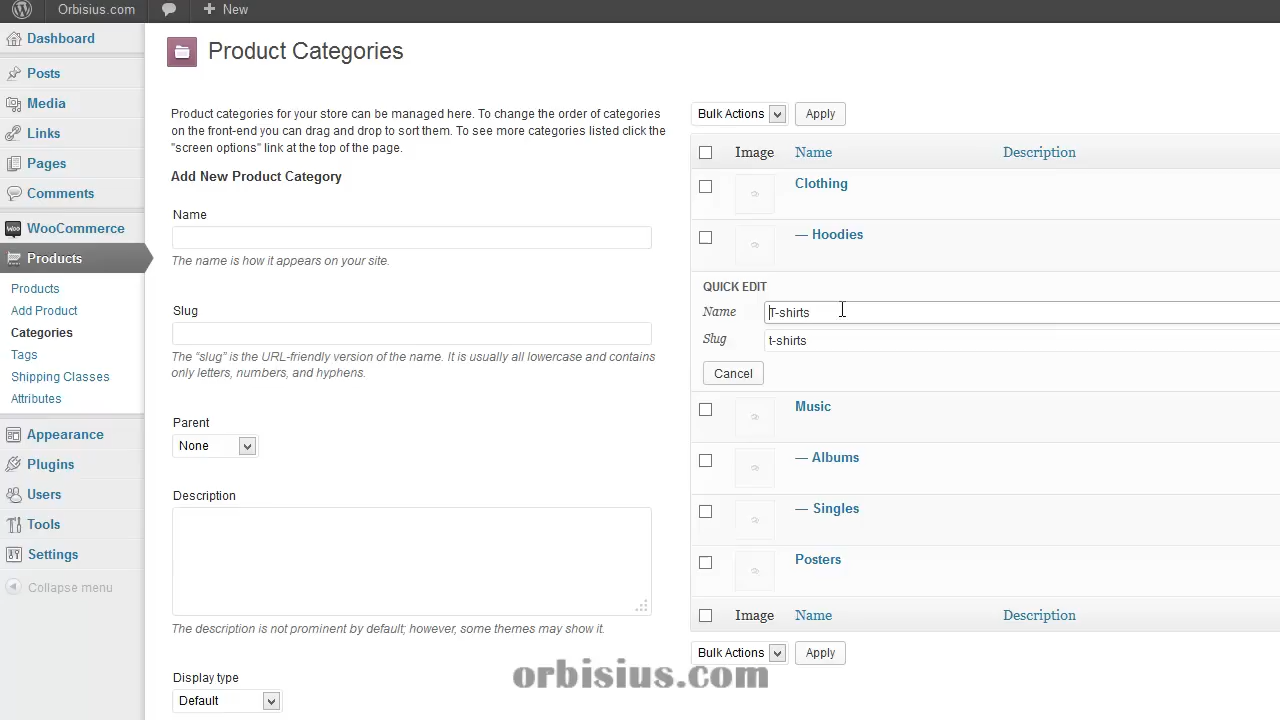 Orbisius.com
New
Dashboard
Posts
Media
Links
Pages
Comments
WooCommerce
Products
Products
Add Product
Categories
Tags
Shipping Classes
Attributes
Appearance
Plugins
Users
Tools
Settings
Collapse menu
Product Categories
Product categories for your store can be managed here. To change the order of categories
on the front-end you can drag and drop to sort them. To see more categories listed click the
"screen options" link at the top of the page.
Add New Product Category
Name
The name is how it appears on your site.
Slug
The “slug” is the URL-friendly version of the name. It is usually all lowercase and contains
only letters, numbers, and hyphens.
Parent
None
Description
The description is not prominent by default; however, some themes may show it.
Display type
Default
Bulk Actions Apply
Image Name Description
Clothing
— Hoodies
QUICK EDIT
Name T-shirts
Slug t-shirts
Cancel
Music
— Albums
— Singles
Posters
Image Name Description
Bulk Actions Apply
orbisius.com